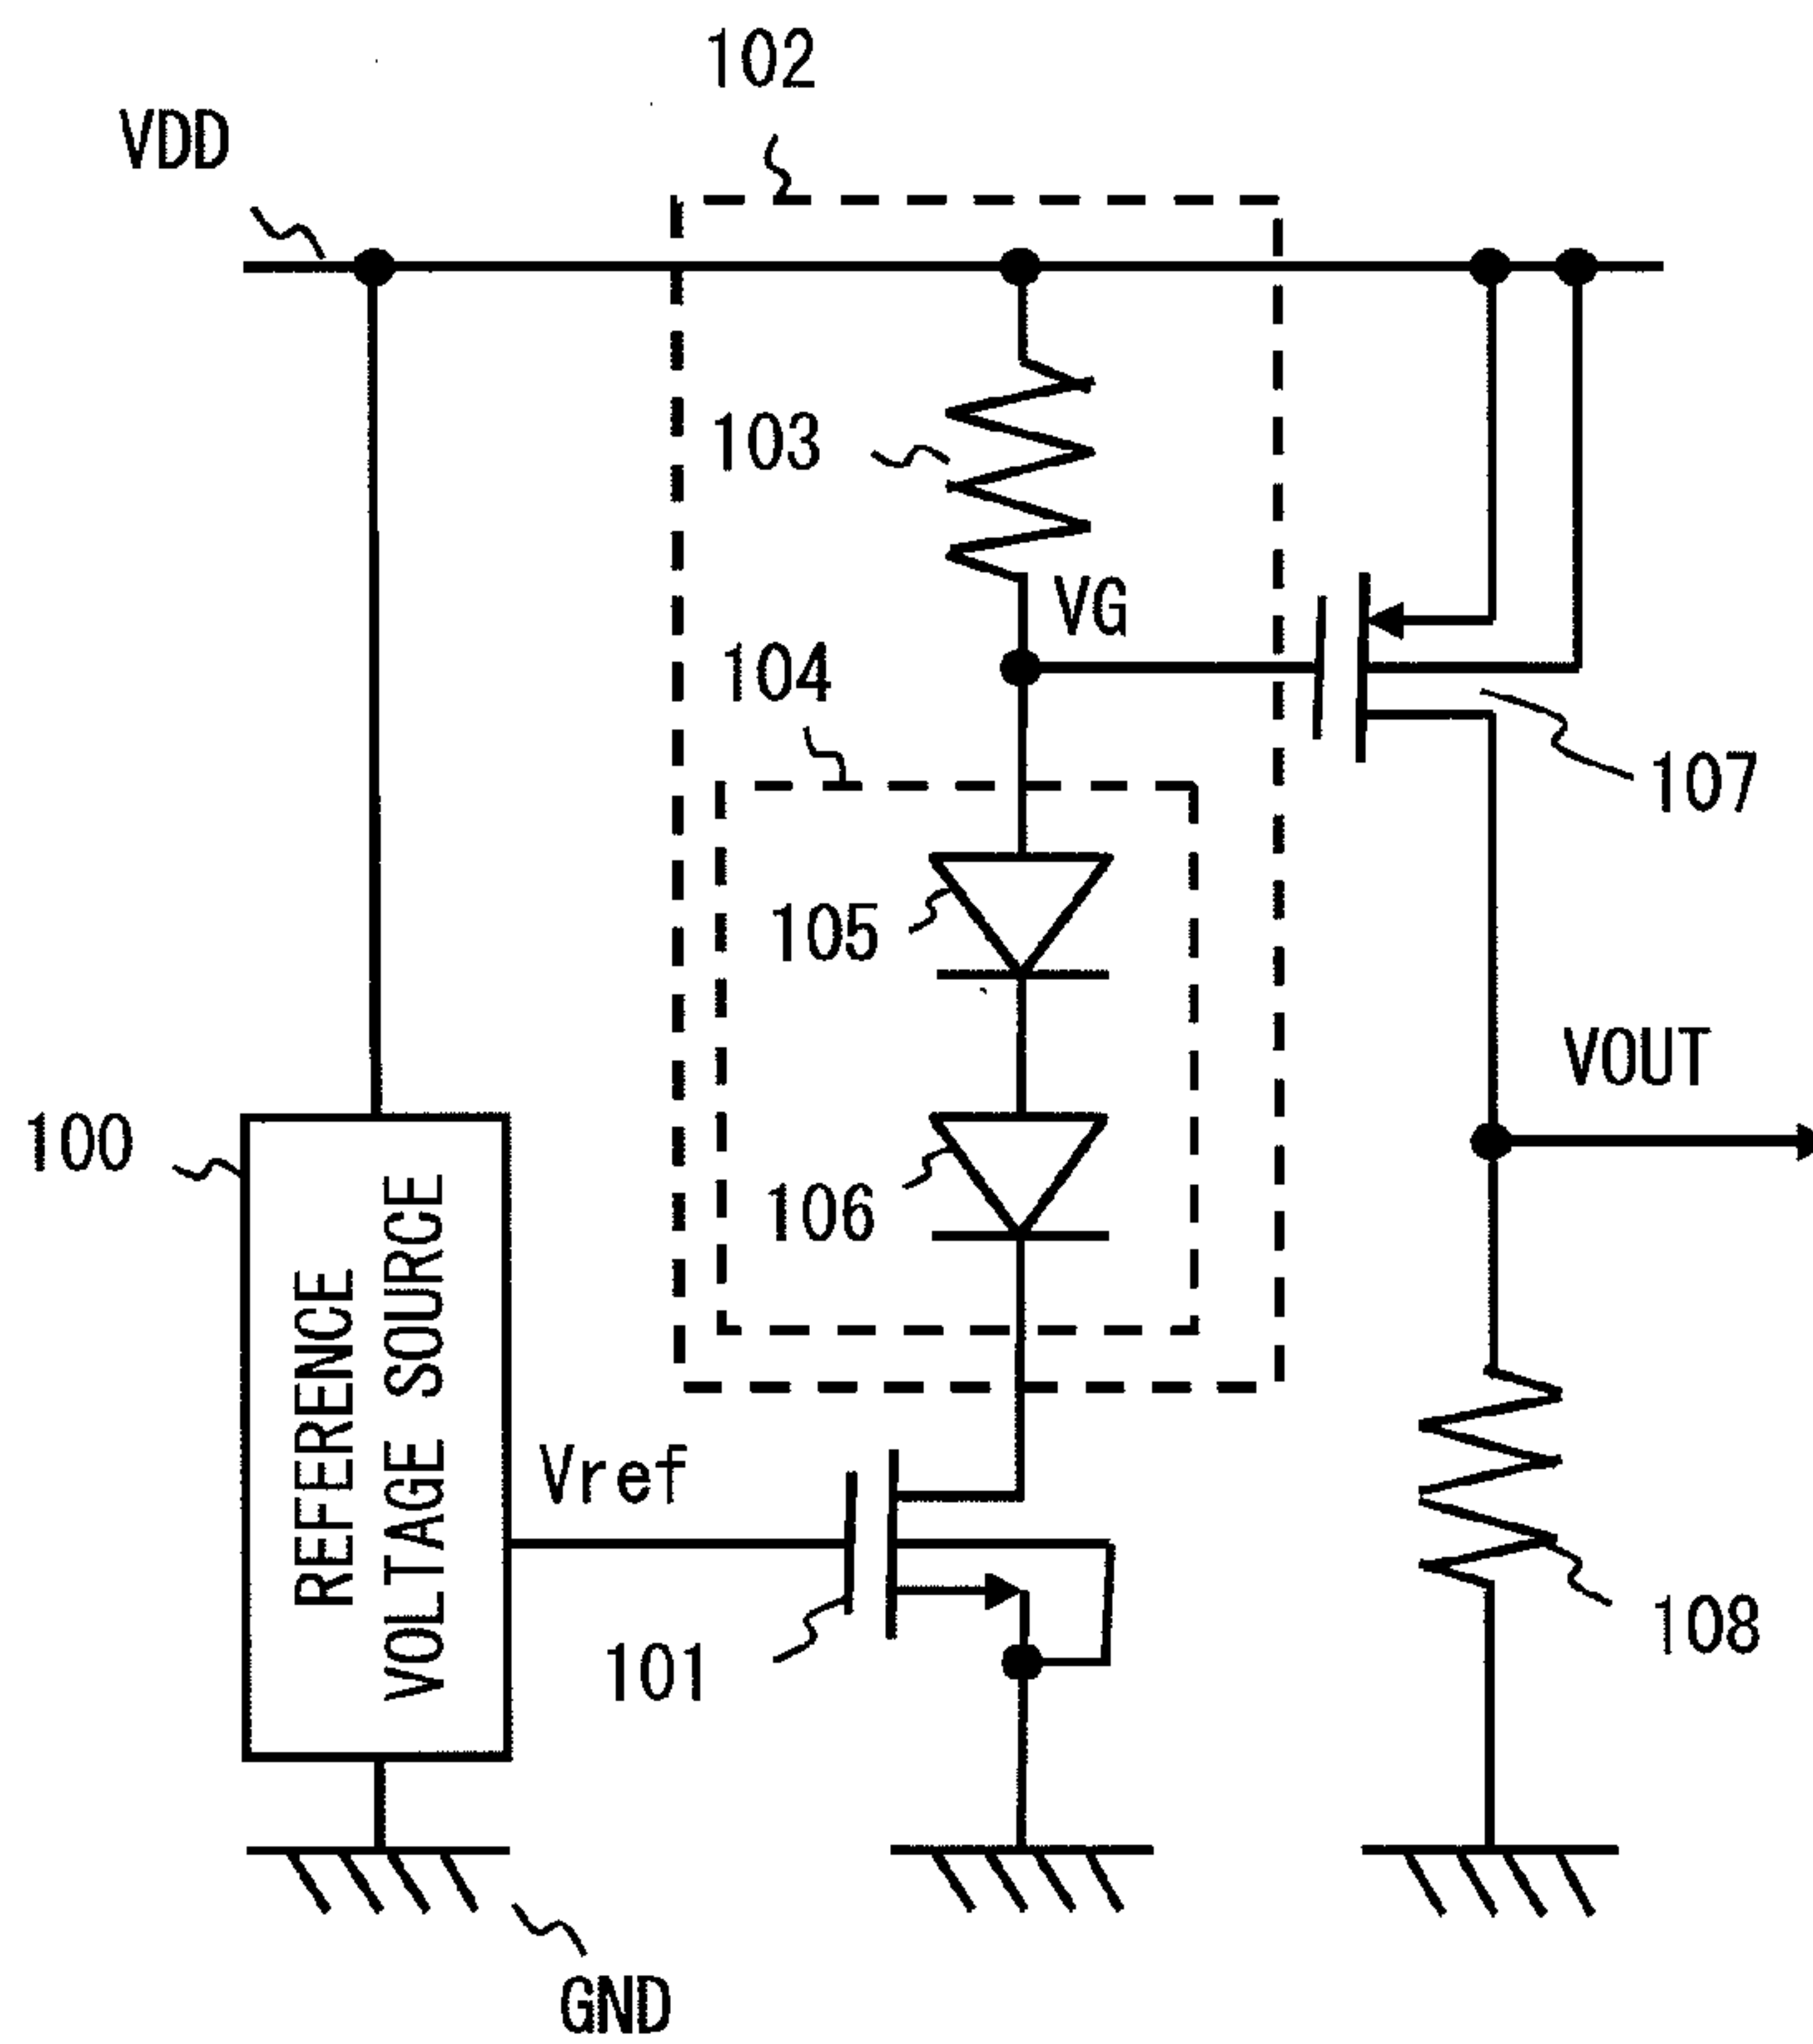 102
VDD
103
VG
104
107
105
VOUT
100
106
REFERENCE
VOLTAGE SOURCE
Vref
108
101
GND